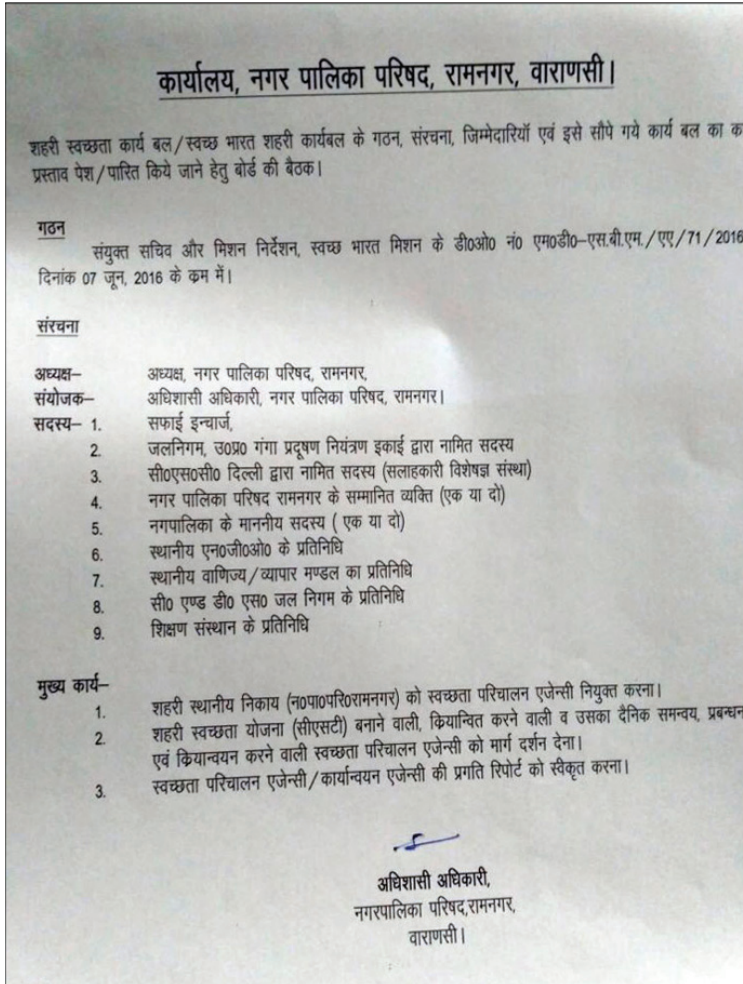 कार्यालय, नगर पालिका परिषद, रामनगर, वाराणसी।
शहरी स्वच्छता कार्य बल/स्वच्छ भारत शहरी कार्यबल के गठन, संरचना, जिम्मेदारियॉ एवं इसे सौपे गये कार्य बल का
प्रस्ताव पेश/पारित किये जाने हेतु बोर्ड की बैठक।
गठन
संयुक्त सचिव और मिशन निर्देशन, स्वच्छ भारत मिशन के डी0ओ0 नं0 एम0डी0–एस.बी.एम./एए/71/2016
दिनांक 07 जून, 2016 के क्रम में।
संरचना
अध्यक्ष– अध्यक्ष, नगर पालिका परिषद, रामनगर,
संयोजक– अधिशासी अधिकारी, नगर पालिका परिषद, रामनगर।
सदस्य– 1. सफाई इन्चार्ज,
2. जलनिगम, उ0प्र0 गंगा प्रदूषण नियंत्रण इकाई द्वारा नामित सदस्य
3. सी0एस0सी0 दिल्ली द्वारा नामित सदस्य (सलाहकारी विशेषज्ञ संस्था)
4. नगर पालिका परिषद रामनगर के सम्मानित व्यक्ति (एक या दो)
5. नगपालिका के माननीय सदस्य ( एक या दो)
6. स्थानीय एन0जी0ओ0 के प्रतिनिधि
7. स्थानीय वाणिज्य/व्यापार मण्डल का प्रतिनिधि
8. सी0 एण्ड डी0 एस0 जल निगम के प्रतिनिधि
9. शिक्षण संस्थान के प्रतिनिधि
मुख्य कार्य–
1. शहरी स्थानीय निकाय (न0पा0परि0रामनगर) को स्वच्छता परिचालन एजेन्सी नियुक्त करना।
2. शहरी स्वच्छता योजना (सीएसटी) बनाने वाली, क्रियान्वित करने वाली व उसका दैनिक समन्वय, प्रबन्धन
एवं क्रियान्वयन करने वाली स्वच्छता परिचालन एजेन्सी को मार्ग दर्शन देना।
3. स्वच्छता परिचालन एजेन्सी/कार्यान्वयन एजेन्सी की प्रगति रिपोर्ट को स्वीकृत करना।
अधिशासी अधिकारी,
नगरपालिका परिषद,रामनगर,
वाराणसी।